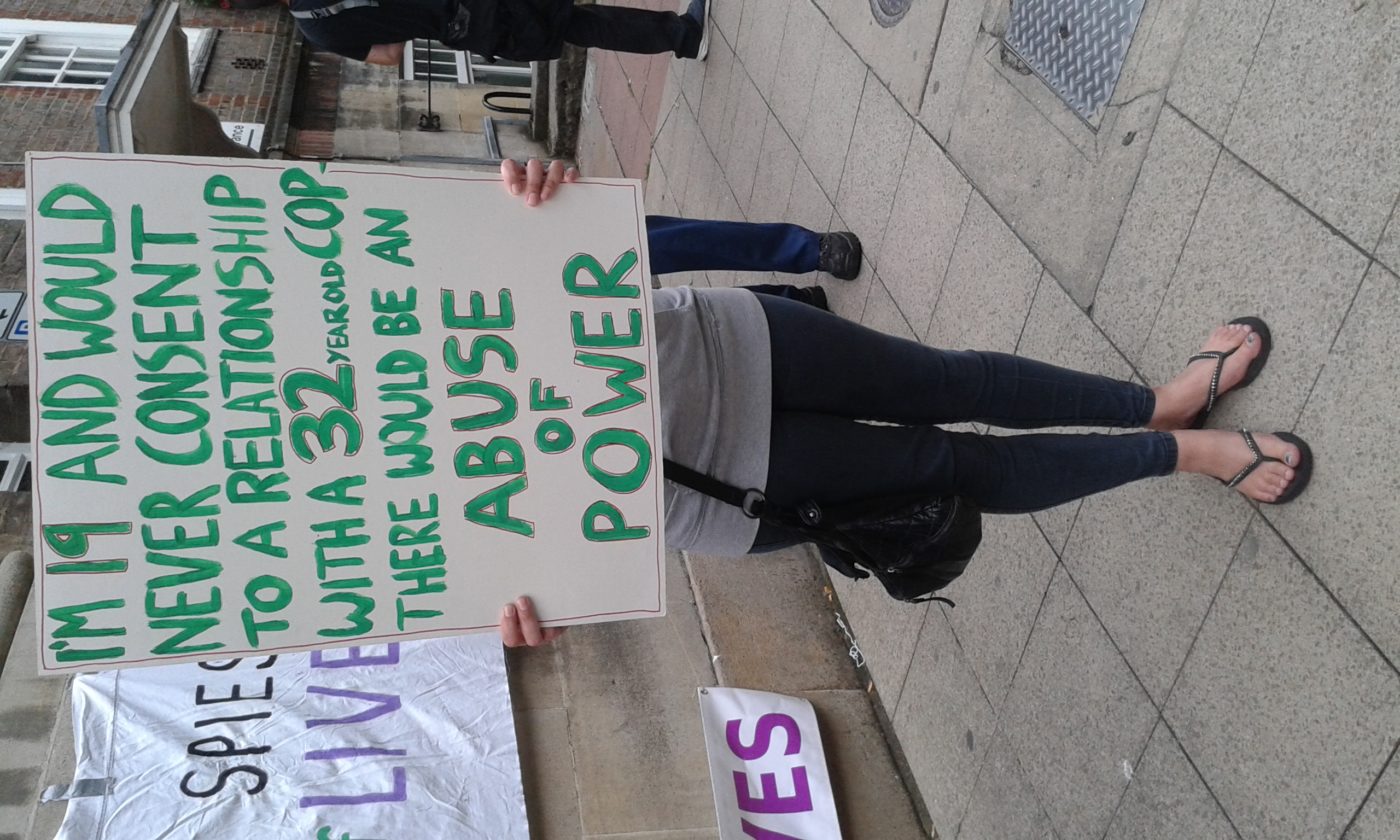 I'M 19 AND WOULD
NEVER CONSENT
TO A RELATIONSHIP
WITH A 32 YEAR OLD COP-
THERE WOULD BE AN
ABUSE
OF
POWER
SPIES
LIVE
YES